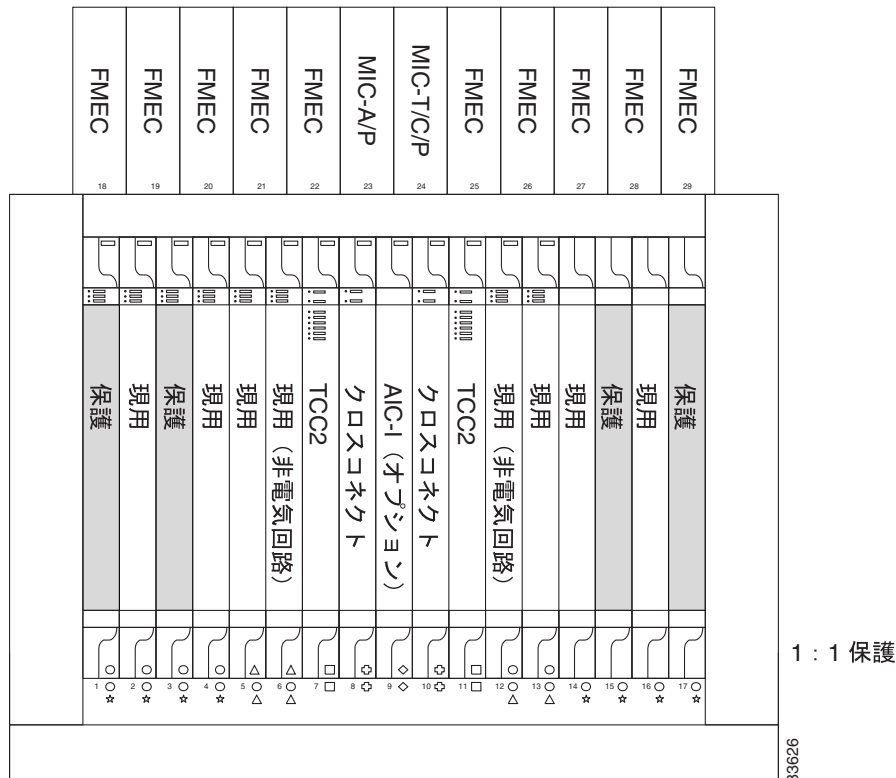 FMEC
FMEC
FMEC
FMEC
FMEC
MIC-A/P
MIC-T/C/P
FMEC
FMEC
FMEC
FMEC
FMEC
18
19
20
21
22
23
24
25
26
27
28
29
保護
現用
保護
現用
現用
現用（非電気回路）
TCC2
クロスコネクト
AIC-I（オプション）
クロスコネクト
TCC2
現用（非電気回路）
現用
現用
保護
現用
保護
1
2
3
4
5
6
7
8
9
10
11
12
13
14
15
16
17
1：1 保護